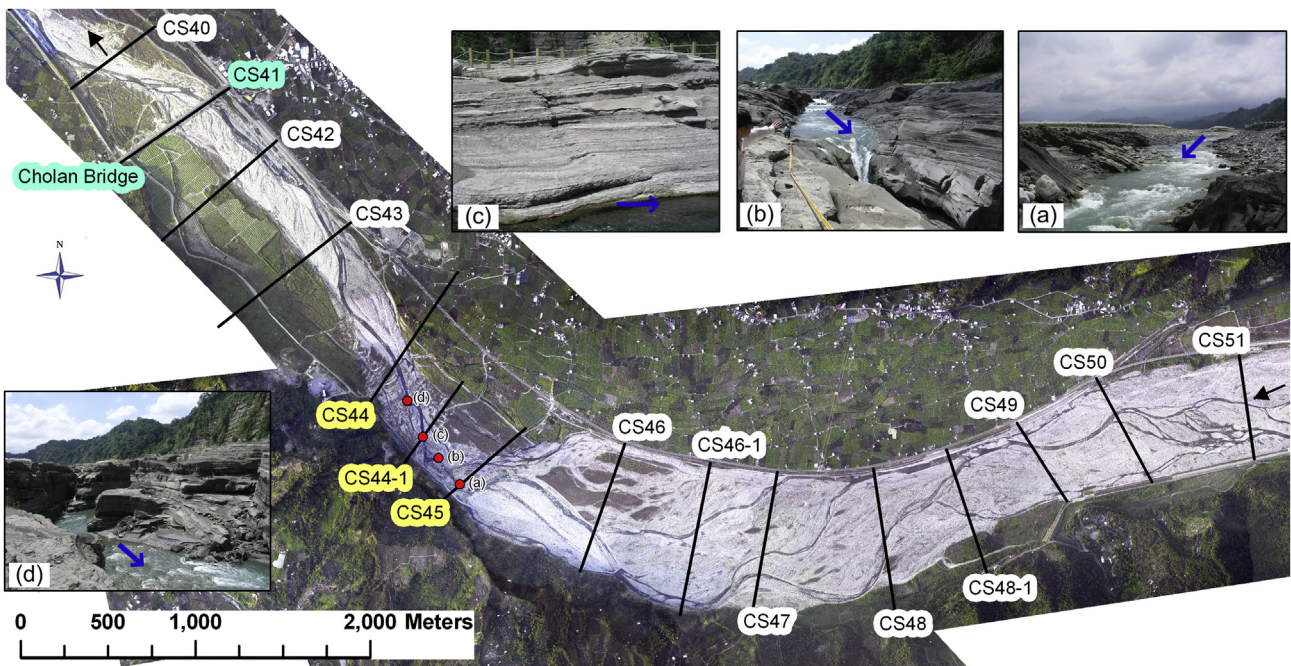 CS40
CS41
CS42
Cholan Bridge
CS43
N
(c)
(b)
(a)
CS51
CS50
CS49
CS44
(d)
(c)
(b)
(a)
CS44-1
CS45
CS46
CS46-1
CS47
CS48
CS48-1
(d)
0 500 1,000 2,000 Meters